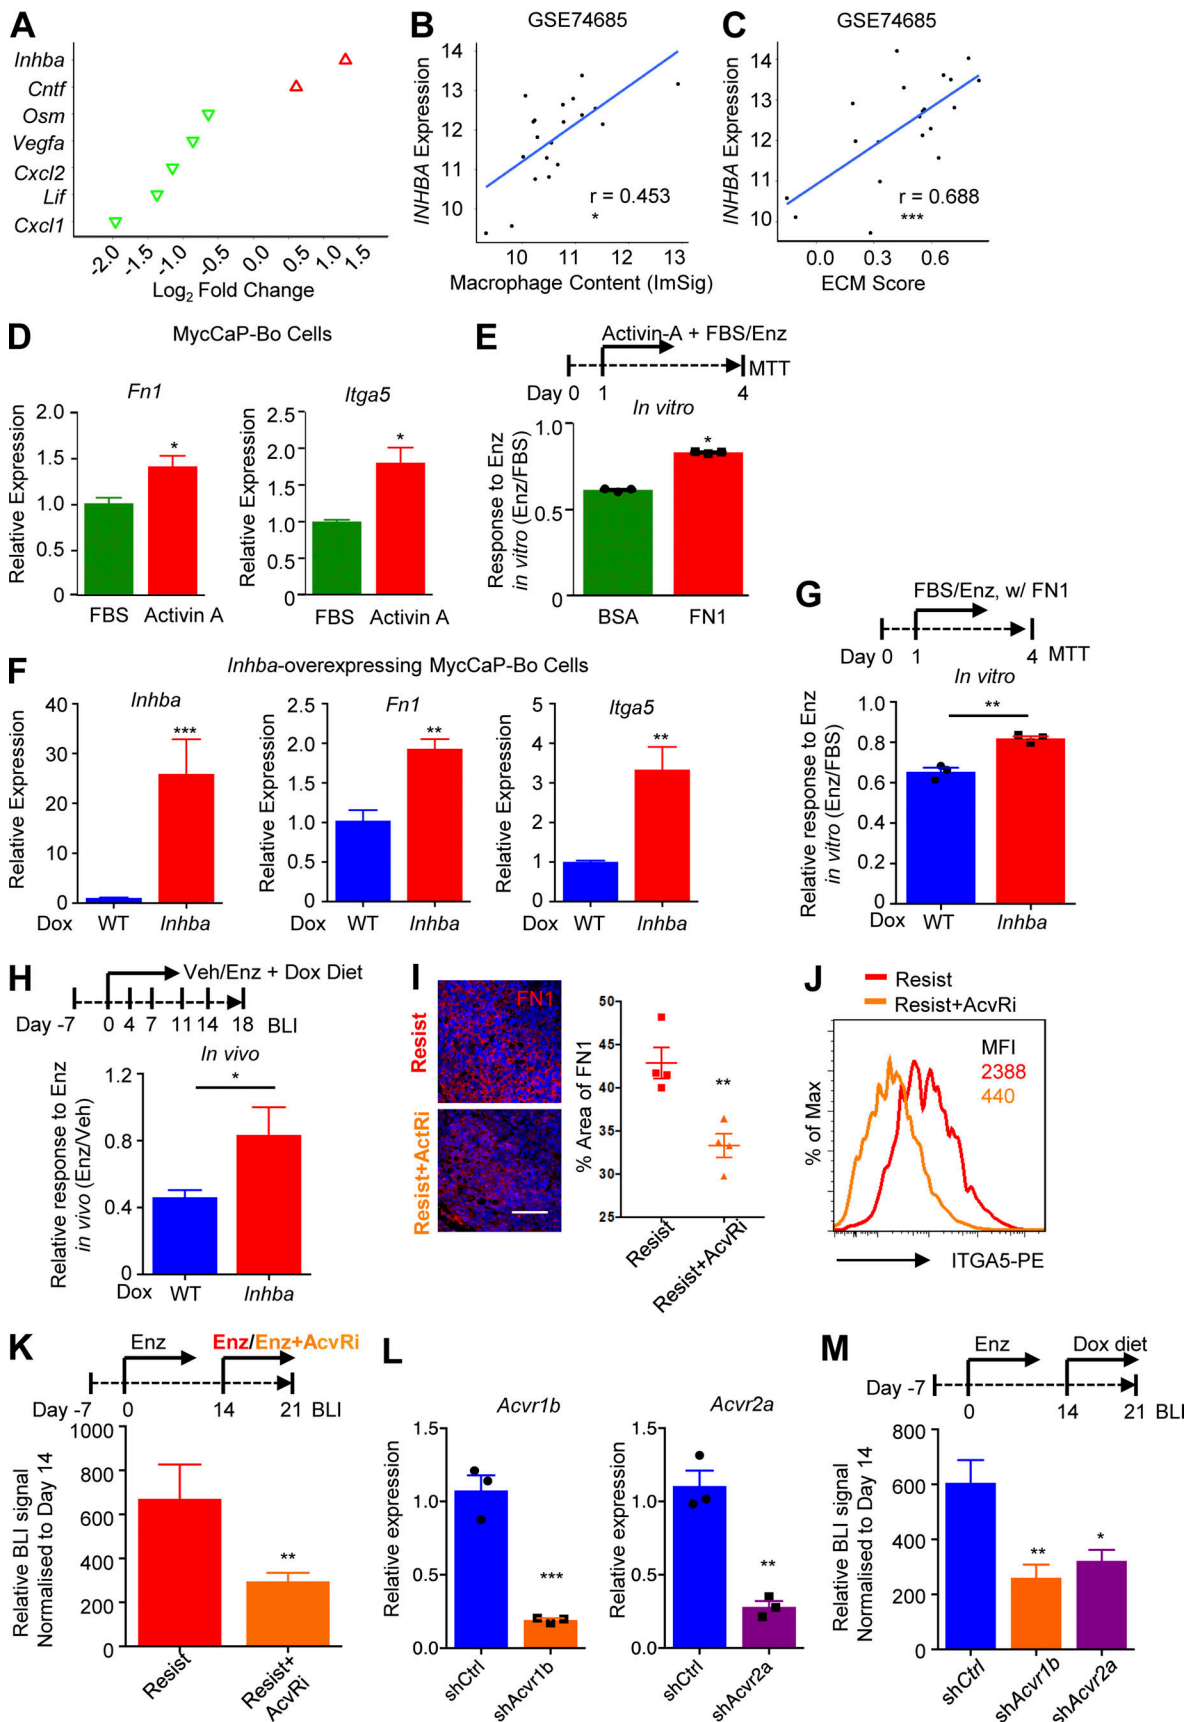 A
Inhba
Cntf
Osm
Vegfa
Cxcl2
Lif
Cxcl1
-2.0 -1.5 -1.0 -0.5 0.0 0.5 1.0 1.5
Log2 Fold Change
B
GSE74685
INHBA Expression
14
13
12
11
10
r = 0.453
*
10 11 12 13
Macrophage Content (ImSig)
C
GSE74685
INHBA Expression
14
13
12
11
10
r = 0.688
***
0.0 0.3 0.6
ECM Score
D
MycCaP-Bo Cells
Fn1
Relative Expression
2.0
1.5
1.0
0.5
0
*
FBS Activin A
Itga5
Relative Expression
2.5
2.0
1.5
1.0
0.5
0
*
FBS Activin A
E
Activin-A + FBS/Enz
MTT
Day 0 1 4
In vitro
Response to Enz
in vitro (Enz/FBS)
1.0
0.5
0
*
BSA FN1
F
Inhba-overexpressing MycCaP-Bo Cells
Inhba
Relative Expression
40
30
20
10
0
***
Dox WT Inhba
Fn1
Relative Expression
2.5
2.0
1.5
1.0
0.5
0
**
WT Inhba
Itga5
Relative Expression
5
4
3
2
1
0
**
WT Inhba
G
FBS/Enz, w/ FN1
Day 0 1 4 MTT
In vitro
Relative response to Enz
in vitro (Enz/FBS)
1.0
0.8
0.6
0.4
0.2
0
**
Dox WT Inhba
H
Veh/Enz + Dox Diet
Day -7 0 4 7 11 14 18 BLI
In vivo
Relative response to Enz
in vivo (Enz/Veh)
1.2
0.8
0.4
0
*
Dox WT Inhba
I
FN1
Resist
Resist+ActRi
% Area of FN1
50
45
40
35
30
25
**
Resist
Resist+AcvRi
J
Resist
Resist+AcvRi
MFI
2388
440
% of Max
ITGA5-PE
K
Enz
Enz/Enz+AcvRi
Day -7 0 14 21 BLI
Relative BLI signal
Normalised to Day 14
1000
800
600
400
200
0
**
Resist
Resist+
AcvRi
L
Acvr1b
Relative expression
1.5
1.0
0.5
0.0
***
shCtrl
shAcvr1b
Acvr2a
Relative expression
1.5
1.0
0.5
0.0
**
shCtrl
shAcvr2a
M
Enz
Dox diet
Day -7
0 14 21 BLI
Relative BLI signal
Normalised to Day 14
800
600
400
200
0
**
*
shCtrl
shAcvr1b
shAcvr2a